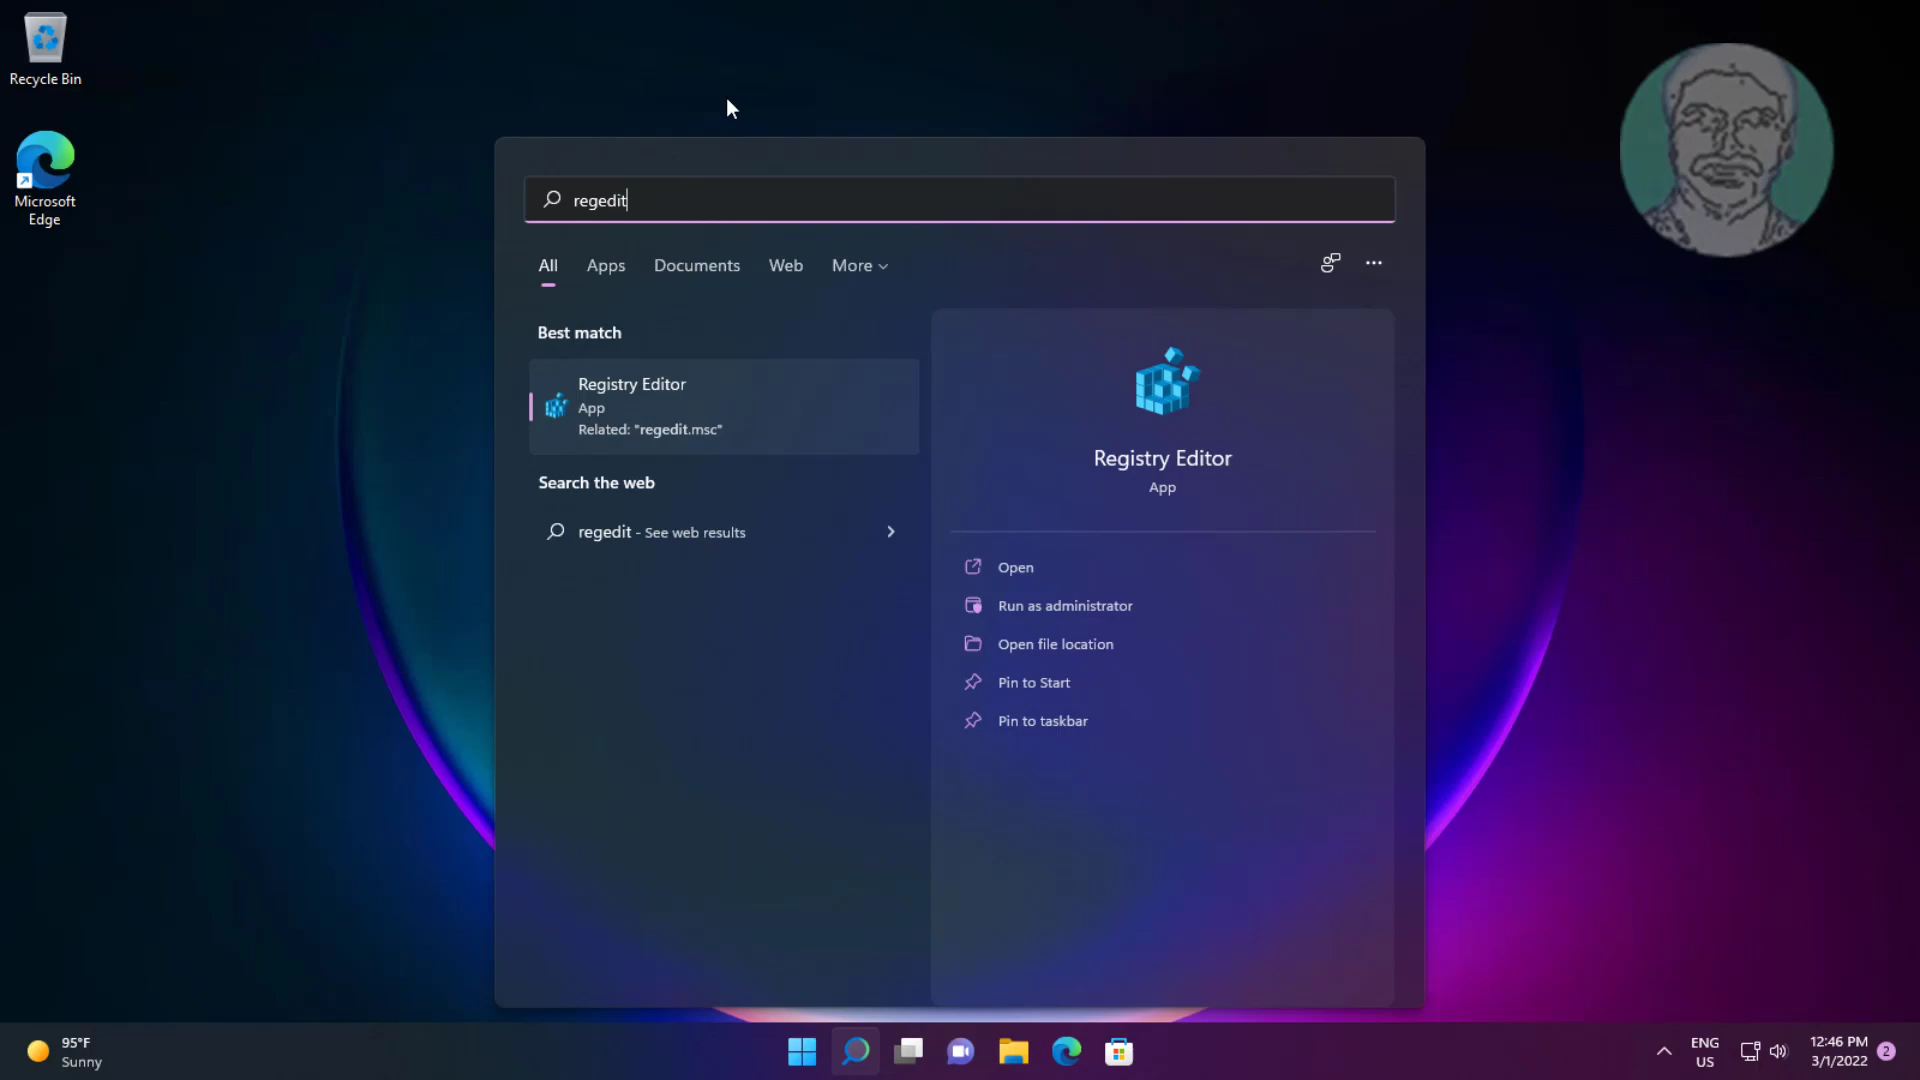 Recycle Bin
Microsoft
Edge
regedit
All
Apps
Documents
Web
More
Best match
Registry Editor
App
Related: "regedit.msc"
Search the web
regedit - See web results
Registry Editor
App
Open
Run as administrator
Open file location
Pin to Start
Pin to taskbar
95°F
Sunny
ENG
US
12:46 PM
3/1/2022
2